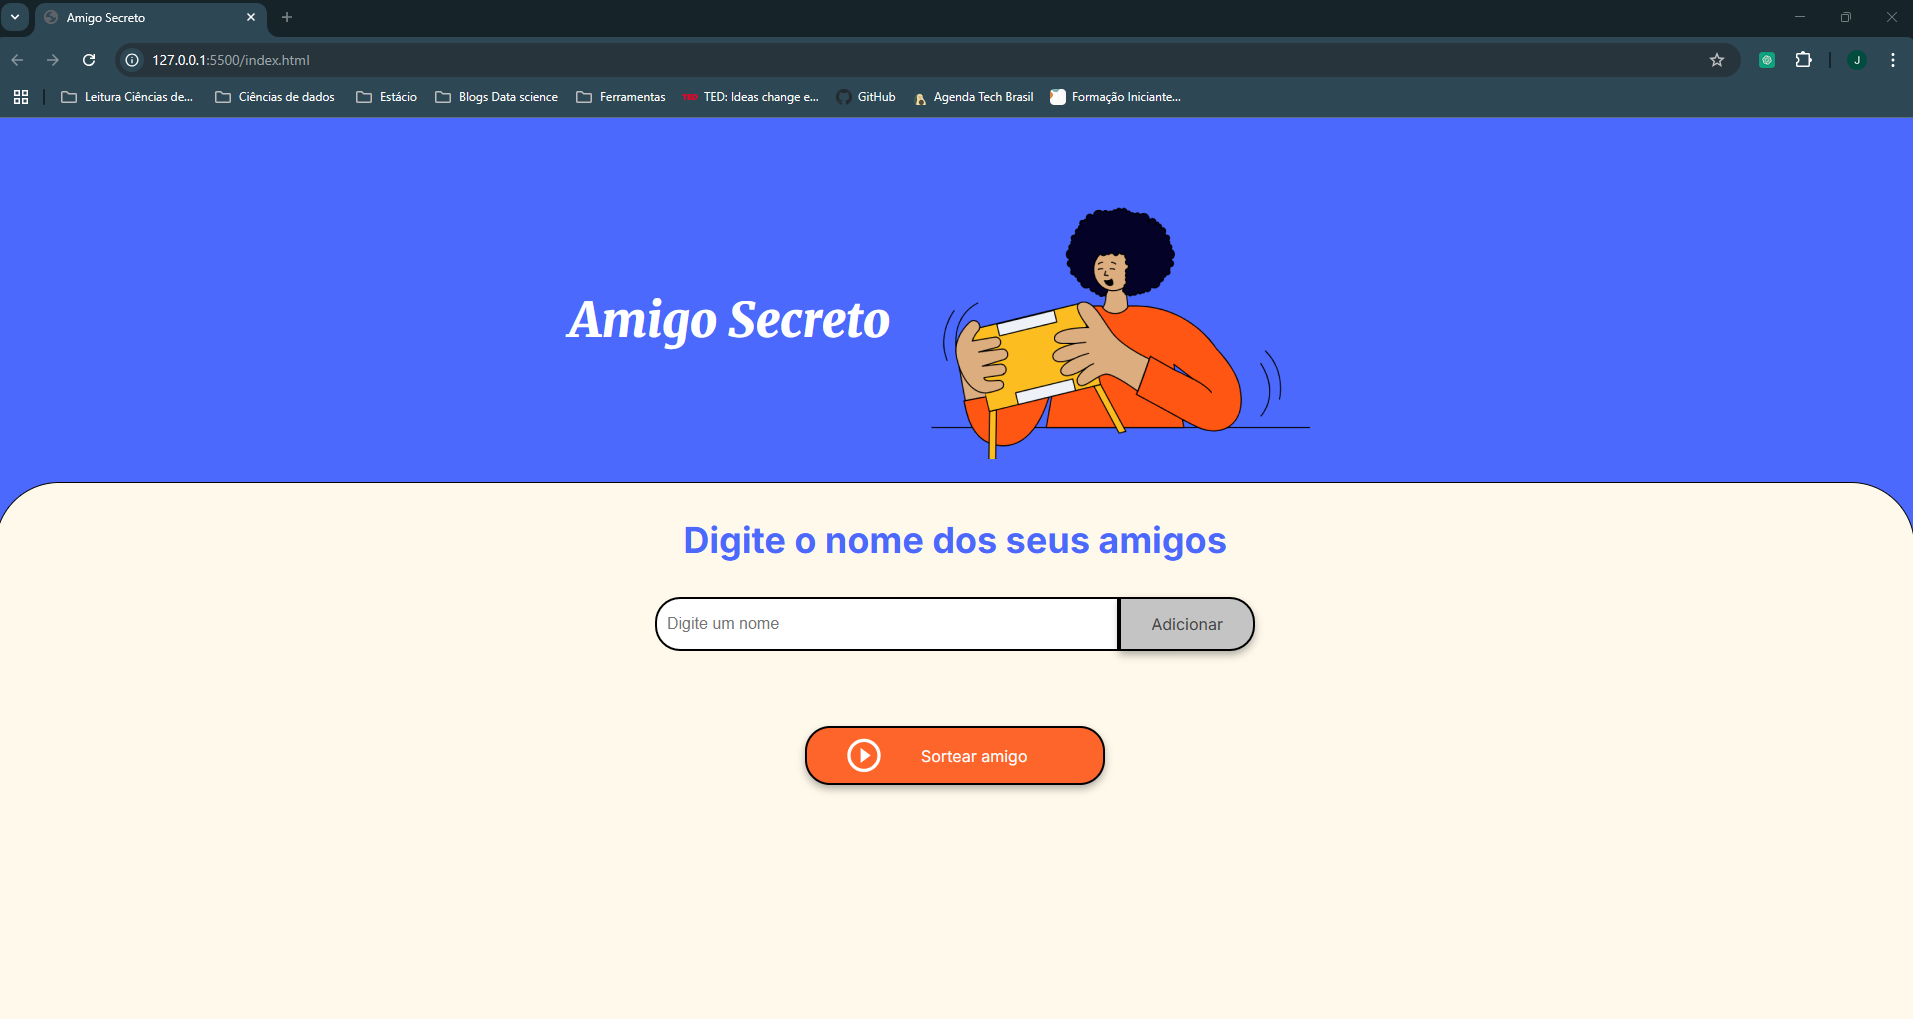 Amigo Secreto
127.0.0.1:5500/index.html
J
Leitura Ciências de...
Ciências de dados
Estácio
Blogs Data science
Ferramentas
TED
TED: Ideas change e...
GitHub
Agenda Tech Brasil
Formação Iniciante...
Amigo Secreto
Digite o nome dos seus amigos
Digite um nome
Adicionar
Sortear amigo